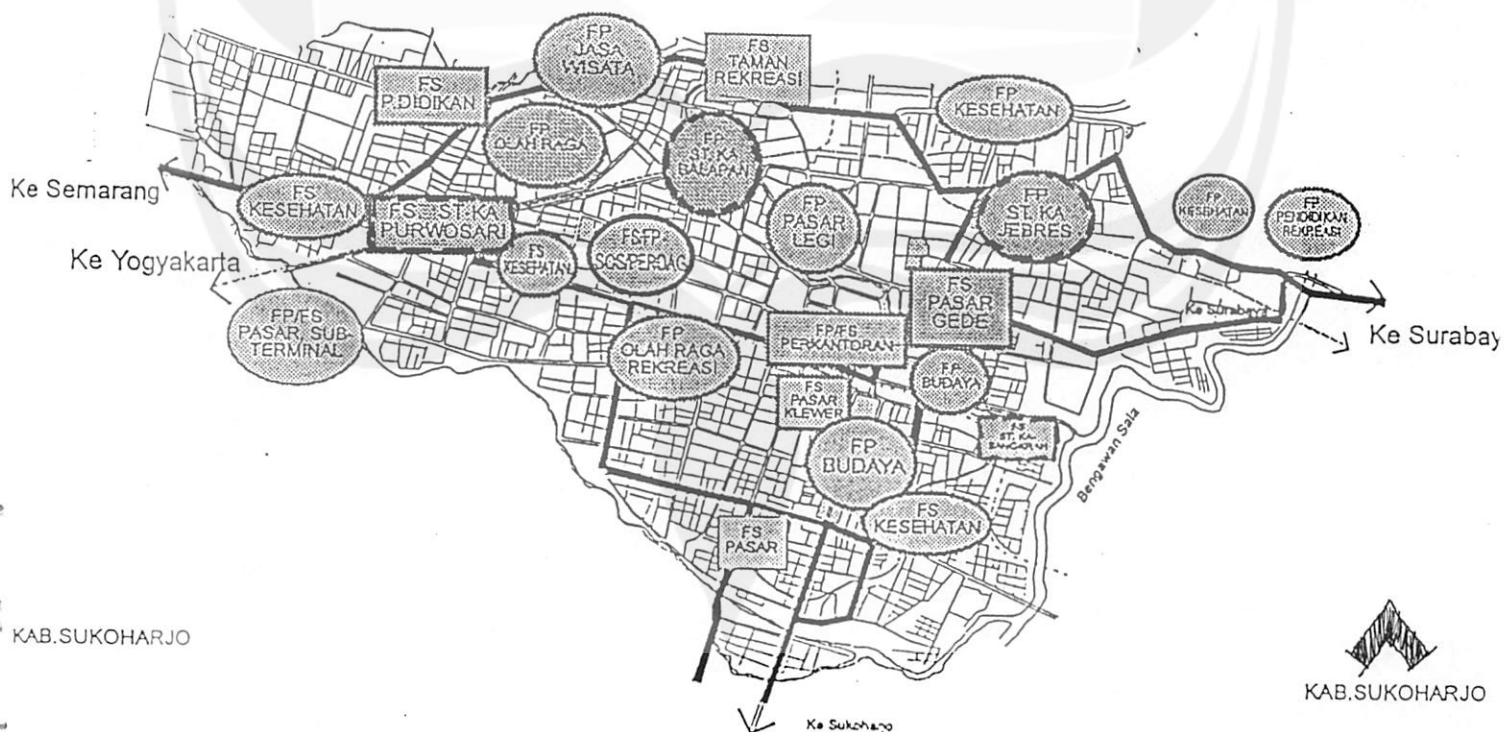 FP
JASA
WISATA
FS
TAMAN
REKREASI
FS
P.DIDIKAN
FP
KESEHATAN
FP
OLAH RAGA
FP
ST.KA
BALAPAN
Ke Semarang
FS
KESEHATAN
FS ST.KA
PURWOSARI
FP
PASAR
LEGI
FP
ST.KA
JEBRES
FP
KESEHATAN
FP
PENDIDIKAN
REKREASI
Ke Yogyakarta
FS
KESEHATAN
FS/FP
FS
PASAR
GEDE
Ke Surabaya
Ke Surabay
FP/FS
PASAR SUB-
TERMINAL
FP
OLAH RAGA
REKREASI
FP/FS
PERKANTORAN
FP
BUDAYA
FS
PASAR
KLEWER
FS
ST. KA
FP
BUDAYA
Bengawan Sala
FS
KESEHATAN
FS
PASAR
KAB.SUKOHARJO
KAB.SUKOHARJO
Ke Sukoharjo